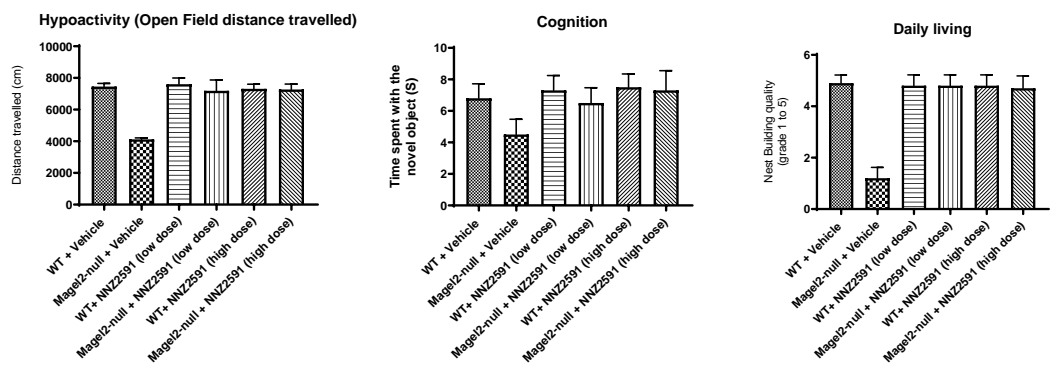 Hypoactivity (Open Field distance travelled)
Distance travelled (cm)
10000
8000
6000
4000
2000
0
WT + Vehicle
Magel2-null + Vehicle
WT+ NNZ2591 (low dose)
Magel2-null + NNZ2591 (low dose)
WT+ NNZ2591 (high dose)
Magel2-null + NNZ2591 (high dose)
Cognition
Time spent with the
novel object (S)
10
8
6
4
2
0
WT + Vehicle
Magel2-null + Vehicle
WT+ NNZ2591 (low dose)
Magel2-null + NNZ2591 (low dose)
WT+ NNZ2591 (high dose)
Magel2-null + NNZ2591 (high dose)
Daily living
Nest Building quality
(grade 1 to 5)
6
4
2
0
WT + Vehicle
Magel2-null + Vehicle
WT+ NNZ2591 (low dose)
Magel2-null + NNZ2591 (low dose)
WT+ NNZ2591 (high dose)
Magel2-null + NNZ2591 (high dose)